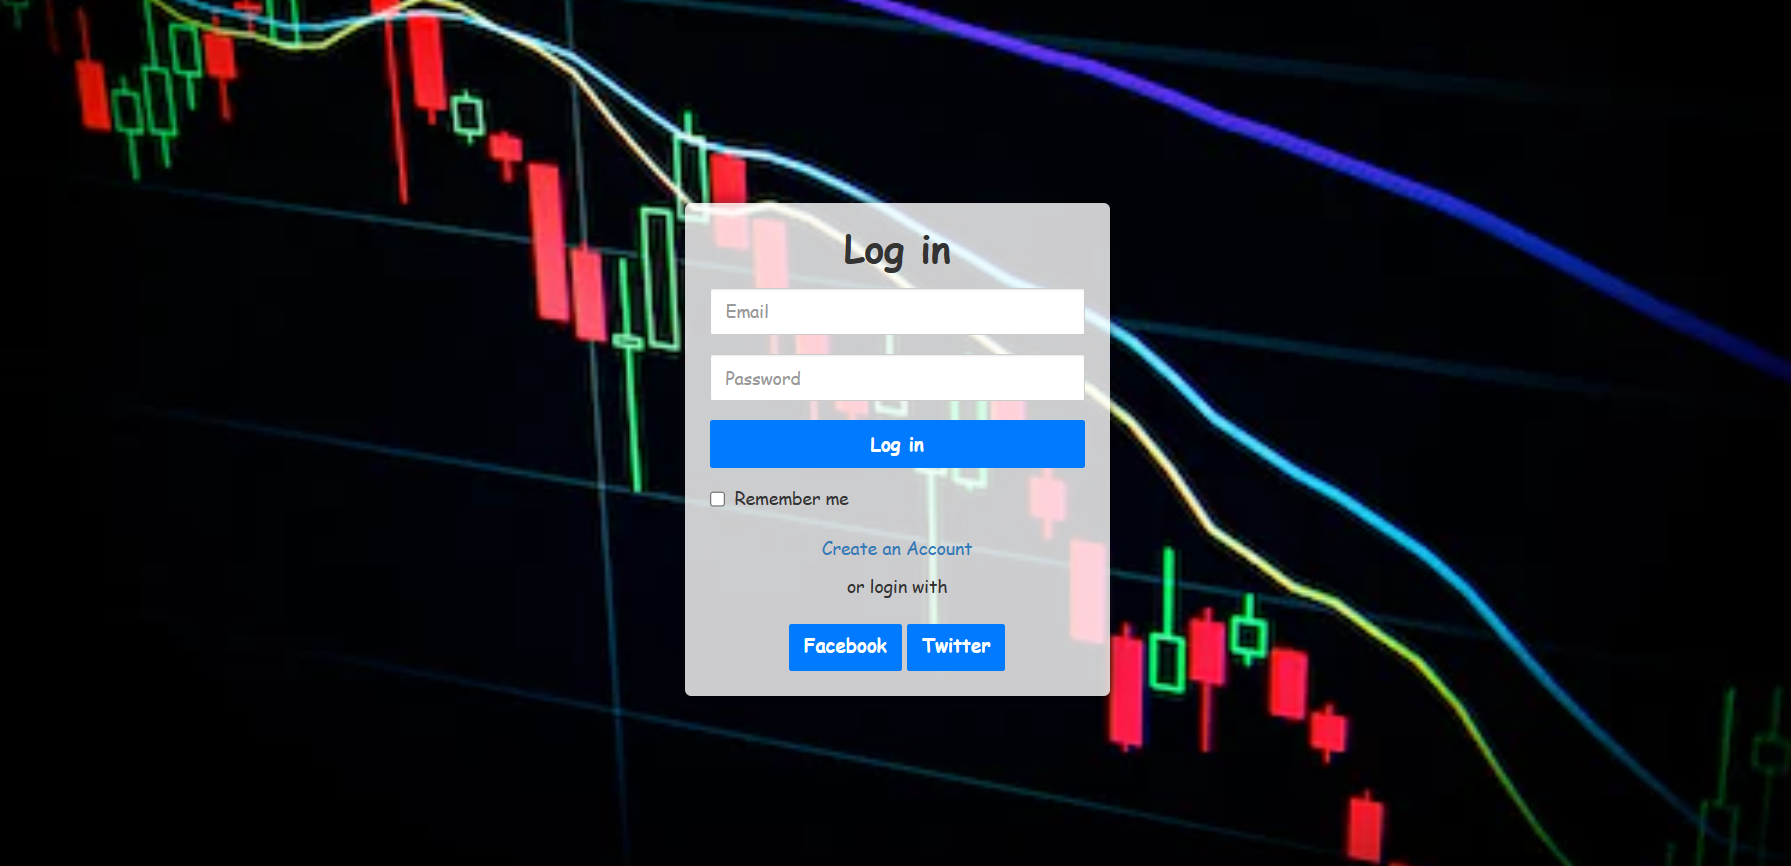 Log in
Email
Password
Log in
Remember me
Create an Account
or login with
Facebook Twitter